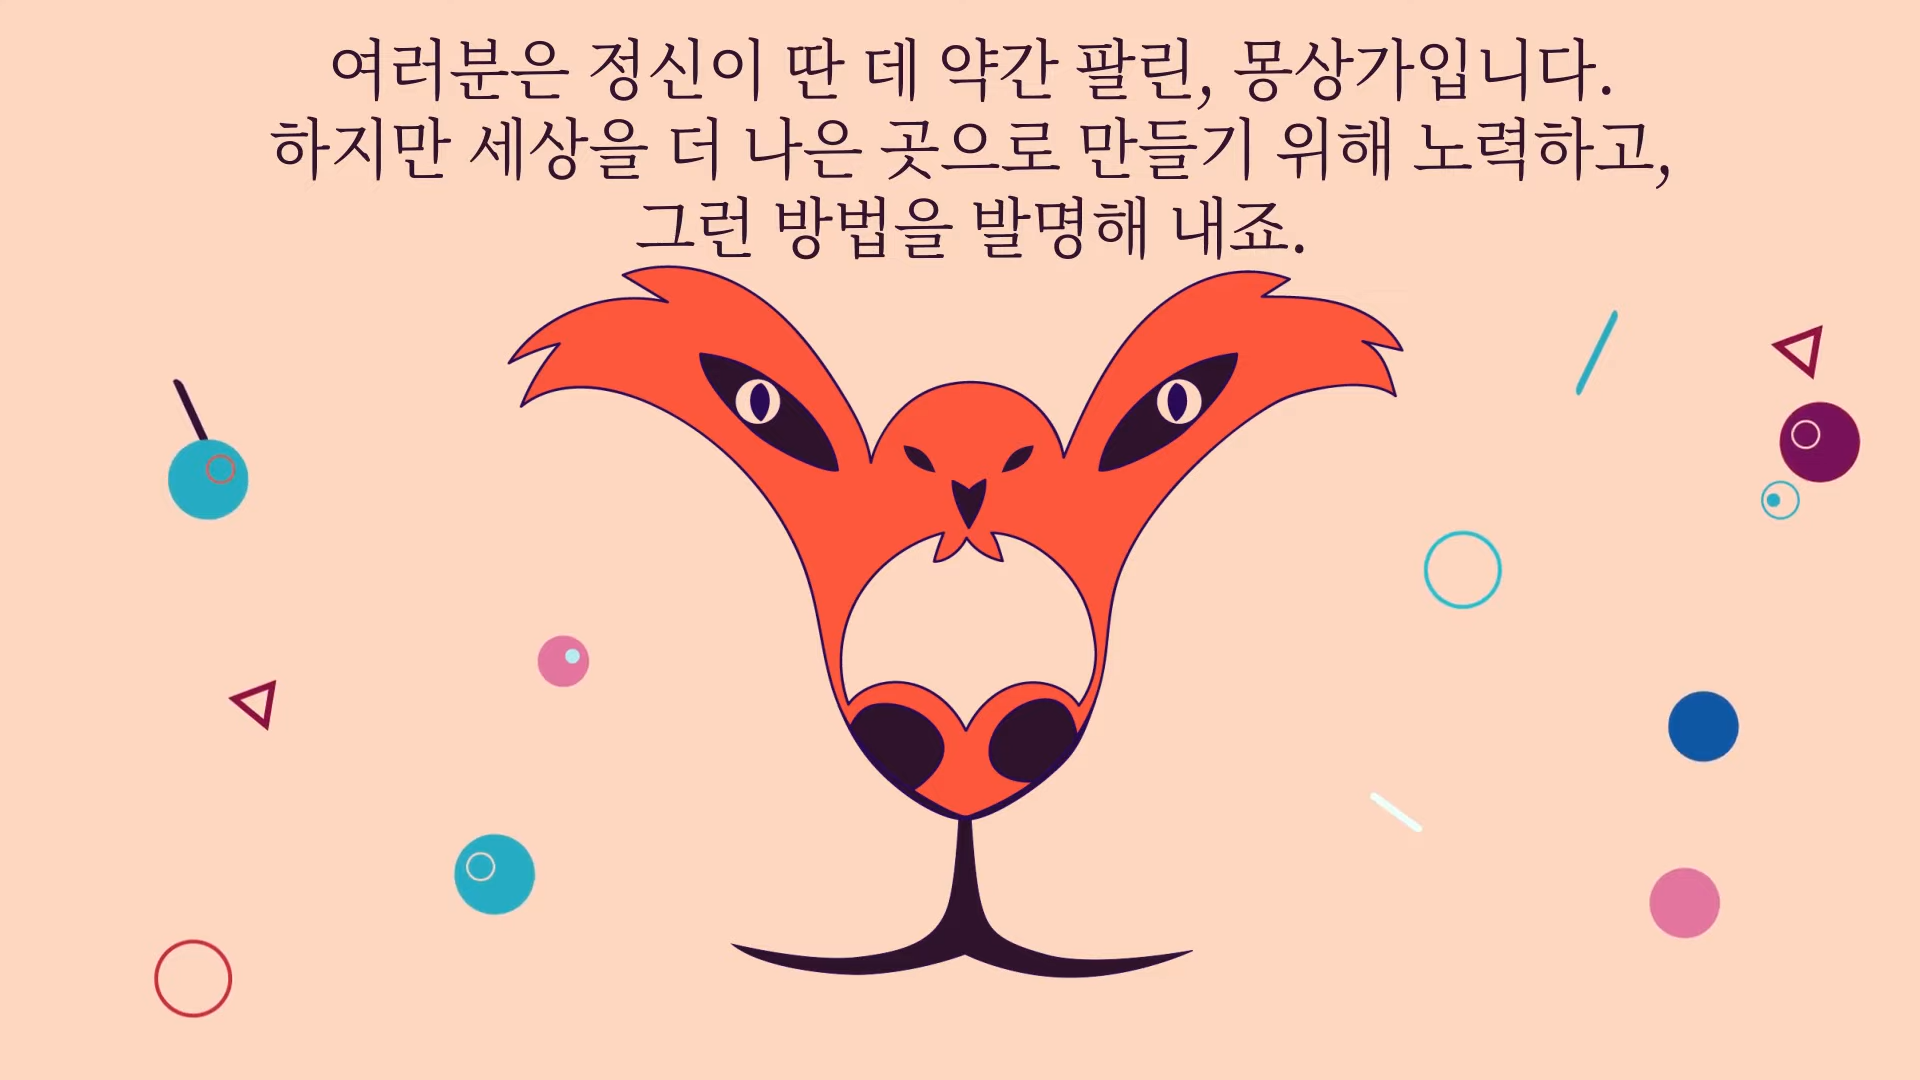 여러분은 정신이 딴 데 약간 팔린, 몽상가입니다.
하지만 세상을 더 나은 곳으로 만들기 위해 노력하고,
그런 방법을 발명해 내죠.